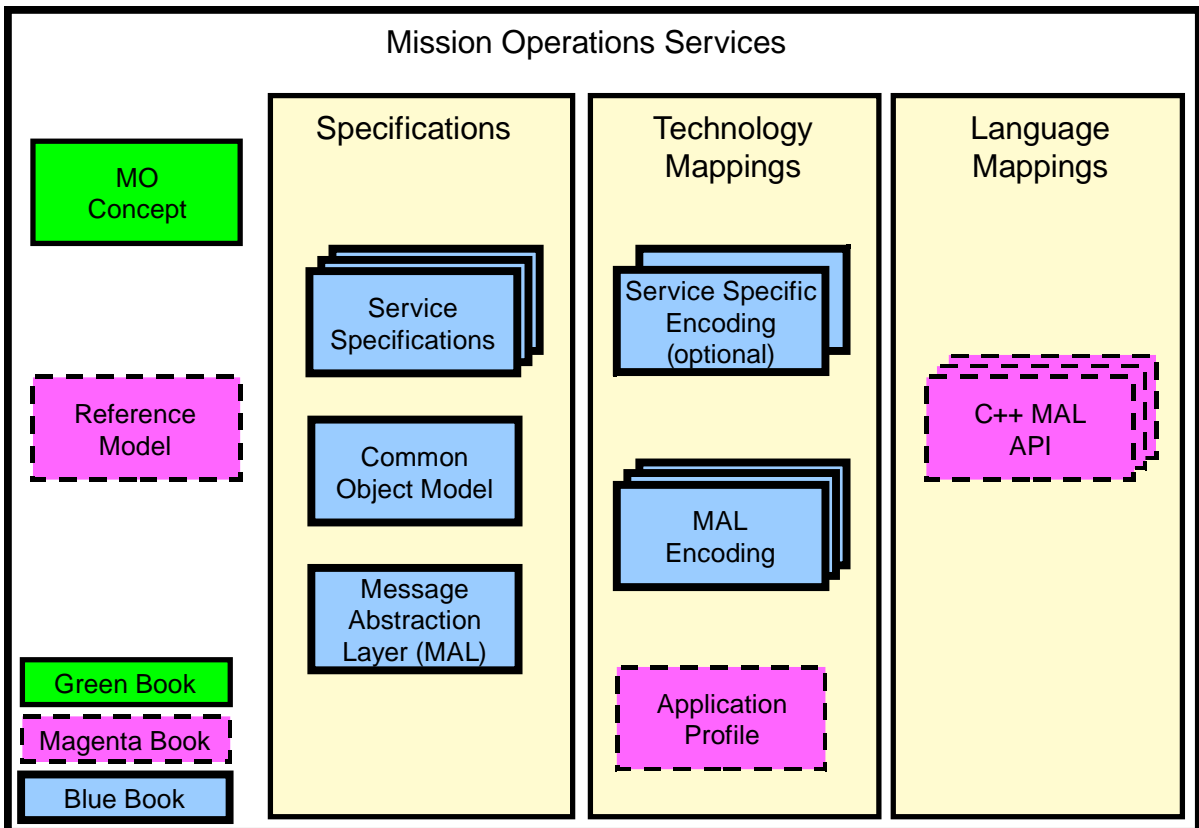 Mission Operations Services
MO
Concept
Reference
Model
Green Book
Magenta Book
Blue Book
Specifications
Service
Specifications
Common
Object Model
Message
Abstraction
Layer (MAL)
Technology
Mappings
Service Specific
Encoding
(optional)
MAL
Encoding
Application
Profile
Language
Mappings
C++ MAL
API